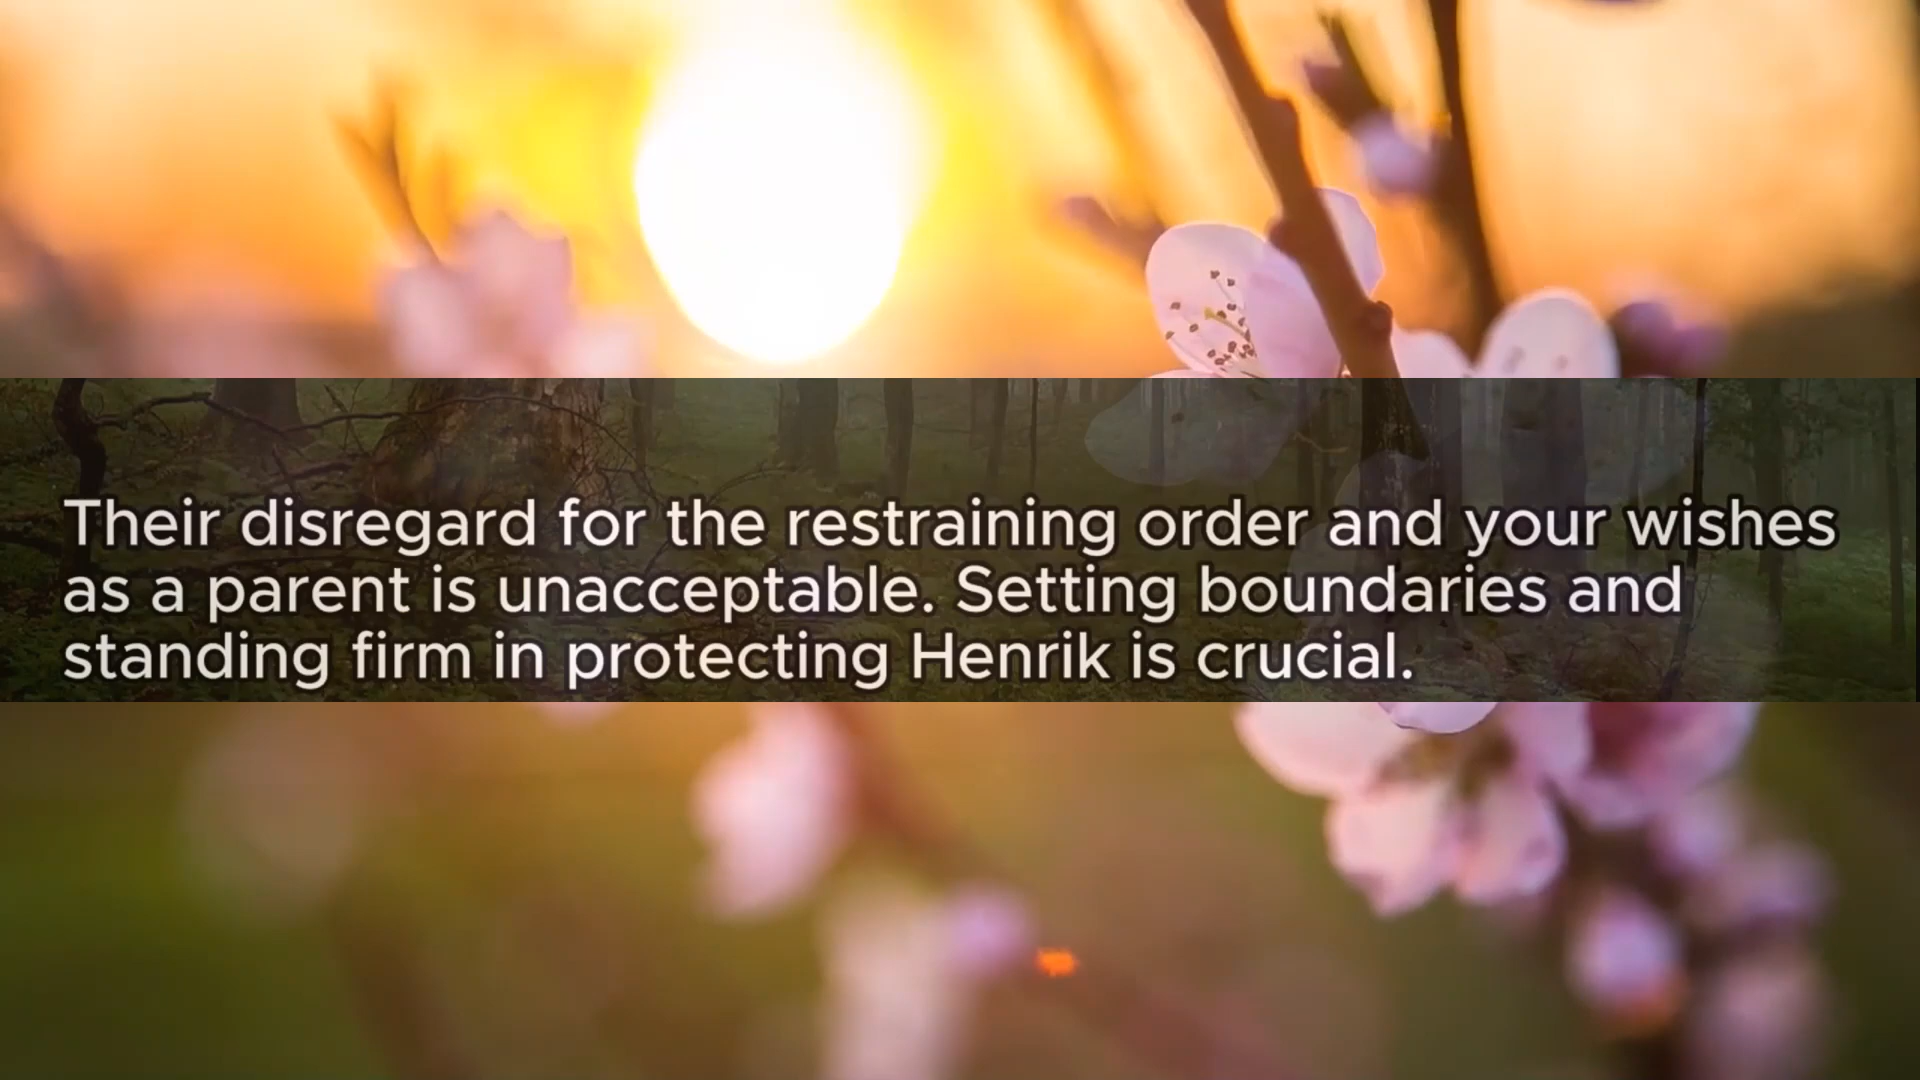 Their disregard for the restraining order and your wishes
as a parent is unacceptable. Setting boundaries and
standing firm in protecting Henrik is crucial.